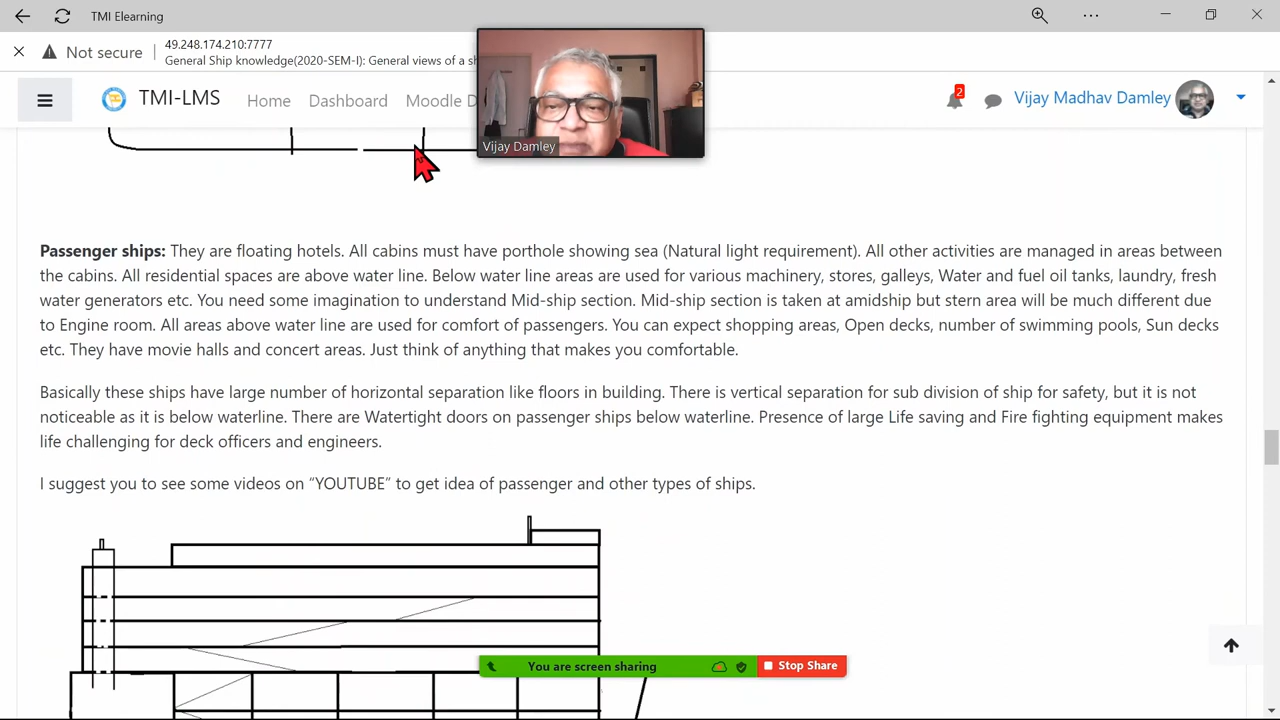 TMI Elearning
Not secure
49.248.174.210:7777
General Ship knowledge(2020-SEM-I): General views of a sh
TMI-LMS
Home
Dashboard
Moodle D
2
Vijay Madhav Damley
Vijay Damley
Passenger ships: They are floating hotels. All cabins must have porthole showing sea (Natural light requirement). All other activities are managed in areas between
the cabins. All residential spaces are above water line. Below water line areas are used for various machinery, stores, galleys, Water and fuel oil tanks, laundry, fresh
water generators etc. You need some imagination to understand Mid-ship section. Mid-ship section is taken at amidship but stern area will be much different due
to Engine room. All areas above water line are used for comfort of passengers. You can expect shopping areas, Open decks, number of swimming pools, Sun decks
etc. They have movie halls and concert areas. Just think of anything that makes you comfortable.
Basically these ships have large number of horizontal separation like floors in building. There is vertical separation for sub division of ship for safety, but it is not
noticeable as it is below waterline. There are Watertight doors on passenger ships below waterline. Presence of large Life saving and Fire fighting equipment makes
life challenging for deck officers and engineers.
I suggest you to see some videos on “YOUTUBE” to get idea of passenger and other types of ships.
You are screen sharing
Stop Share